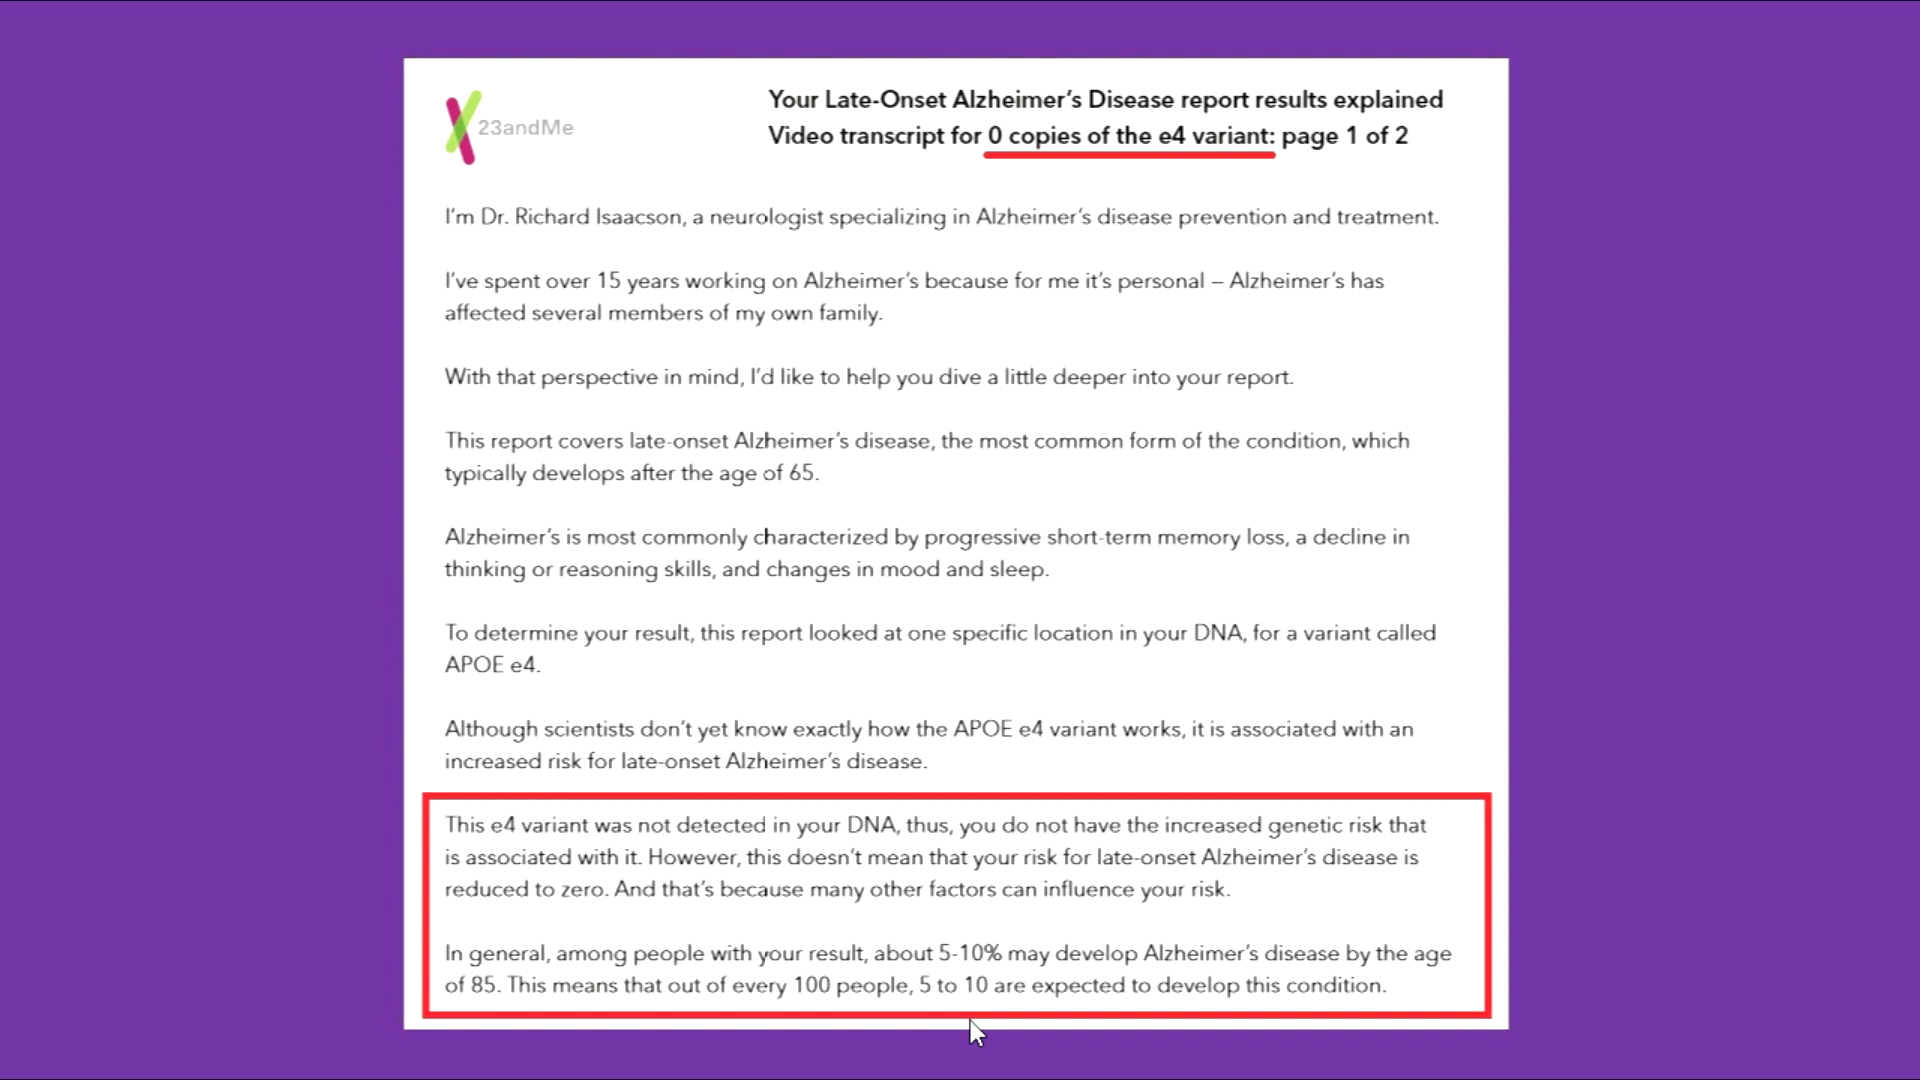 23andMe
Your Late-Onset Alzheimer's Disease report results explained
Video transcript for 0 copies of the e4 variant: page 1 of 2
I'm Dr. Richard Isaacson, a neurologist specializing in Alzheimer's disease prevention and treatment.
I've spent over 15 years working on Alzheimer's because for me it's personal – Alzheimer's has
affected several members of my own family.
With that perspective in mind, I'd like to help you dive a little deeper into your report.
This report covers late-onset Alzheimer's disease, the most common form of the condition, which
typically develops after the age of 65.
Alzheimer's is most commonly characterized by progressive short-term memory loss, a decline in
thinking or reasoning skills, and changes in mood and sleep.
To determine your result, this report looked at one specific location in your DNA, for a variant called
APOE e4.
Although scientists don't yet know exactly how the APOE e4 variant works, it is associated with an
increased risk for late-onset Alzheimer's disease.
This e4 variant was not detected in your DNA, thus, you do not have the increased genetic risk that
is associated with it. However, this doesn't mean that your risk for late-onset Alzheimer's disease is
reduced to zero. And that's because many other factors can influence your risk.
In general, among people with your result, about 5-10% may develop Alzheimer's disease by the age
of 85. This means that out of every 100 people, 5 to 10 are expected to develop this condition.